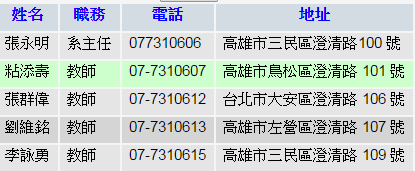 姓名 職務 電話 地址
張永明 系主任 077310606 高雄市三民區澄清路100 號
粘添壽 教師 07-7310607 高雄市鳥松區澄清路 101 號
張群偉 教師 07-7310612 台北市大安區澄清路 106 號
劉維銘 教師 07-7310613 高雄市左營區澄清路 107 號
李詠勇 教師 07-7310615 高雄市三民區澄清路 109 號